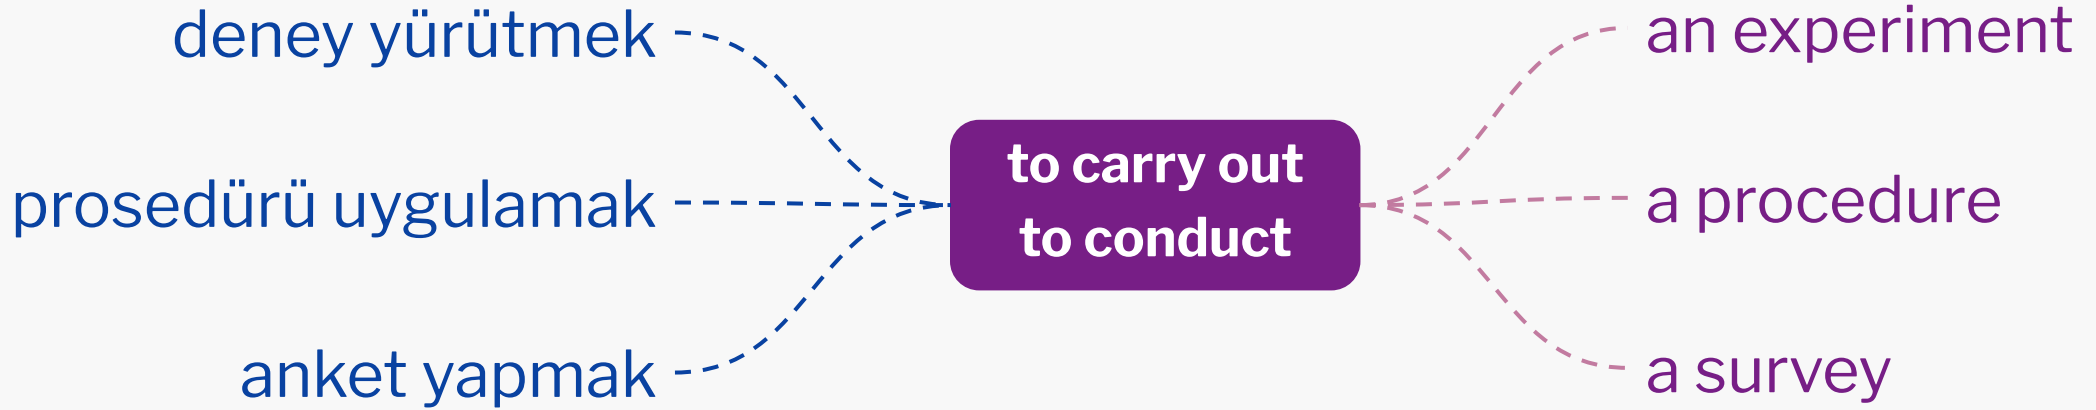 deney yürütmek
prosedürü uygulamak
anket yapmak
to carry out
to conduct
an experiment
a procedure
a survey